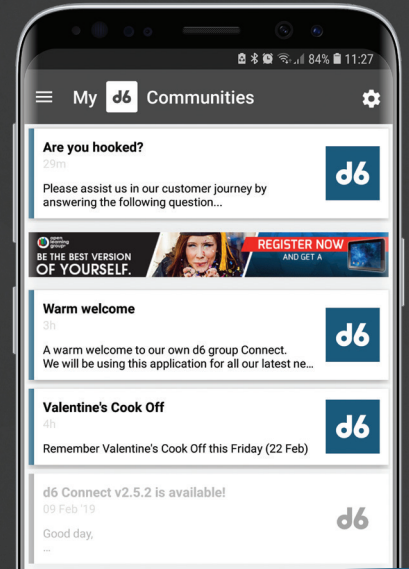 84% 11:27
My d6 Communities
Are you hooked?
29m
Please assist us in our customer journey by
answering the following question...
d6
open
learning
group
BE THE BEST VERSION
OF YOURSELF.
REGISTER NOW
AND GET A
Warm welcome
3h
A warm welcome to our own d6 group Connect.
We will be using this application for all our latest ne...
d6
Valentine's Cook Off
4h
Remember Valentine's Cook Off this Friday (22 Feb)
d6
d6 Connect v2.5.2 is available!
09 Feb '19
Good day,
...
d6